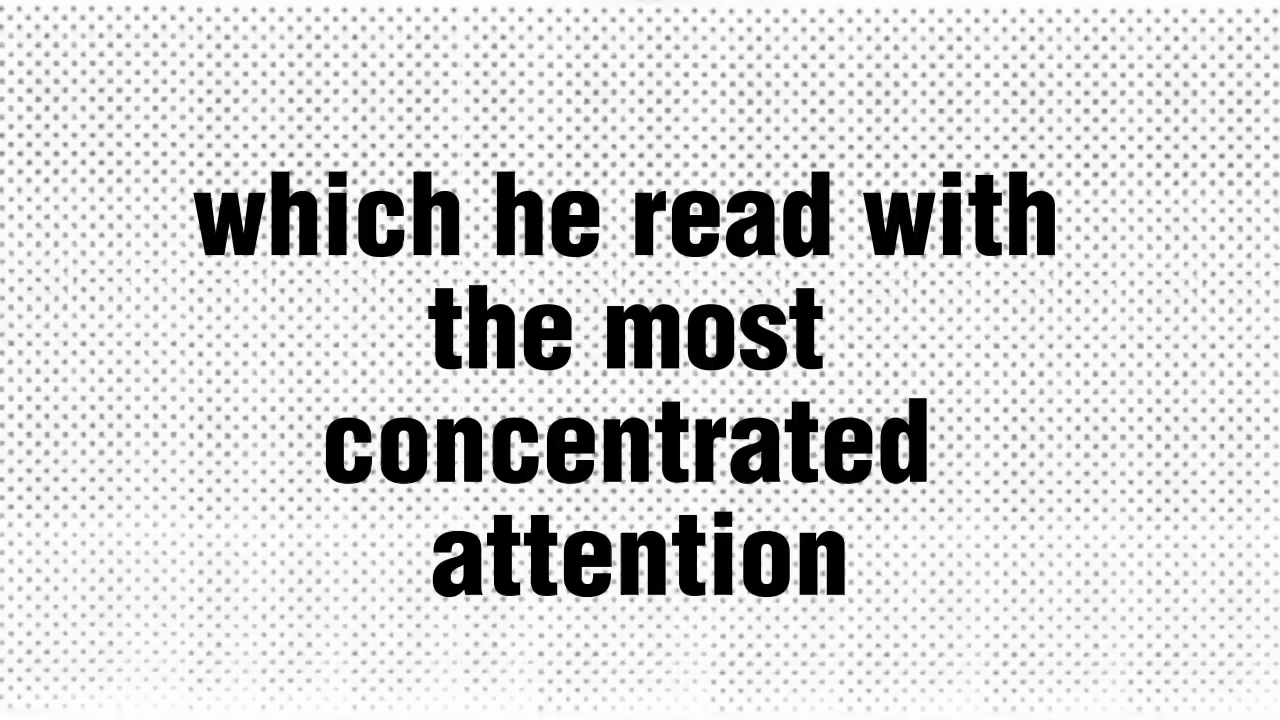 which he read with
the most
concentrated
attention